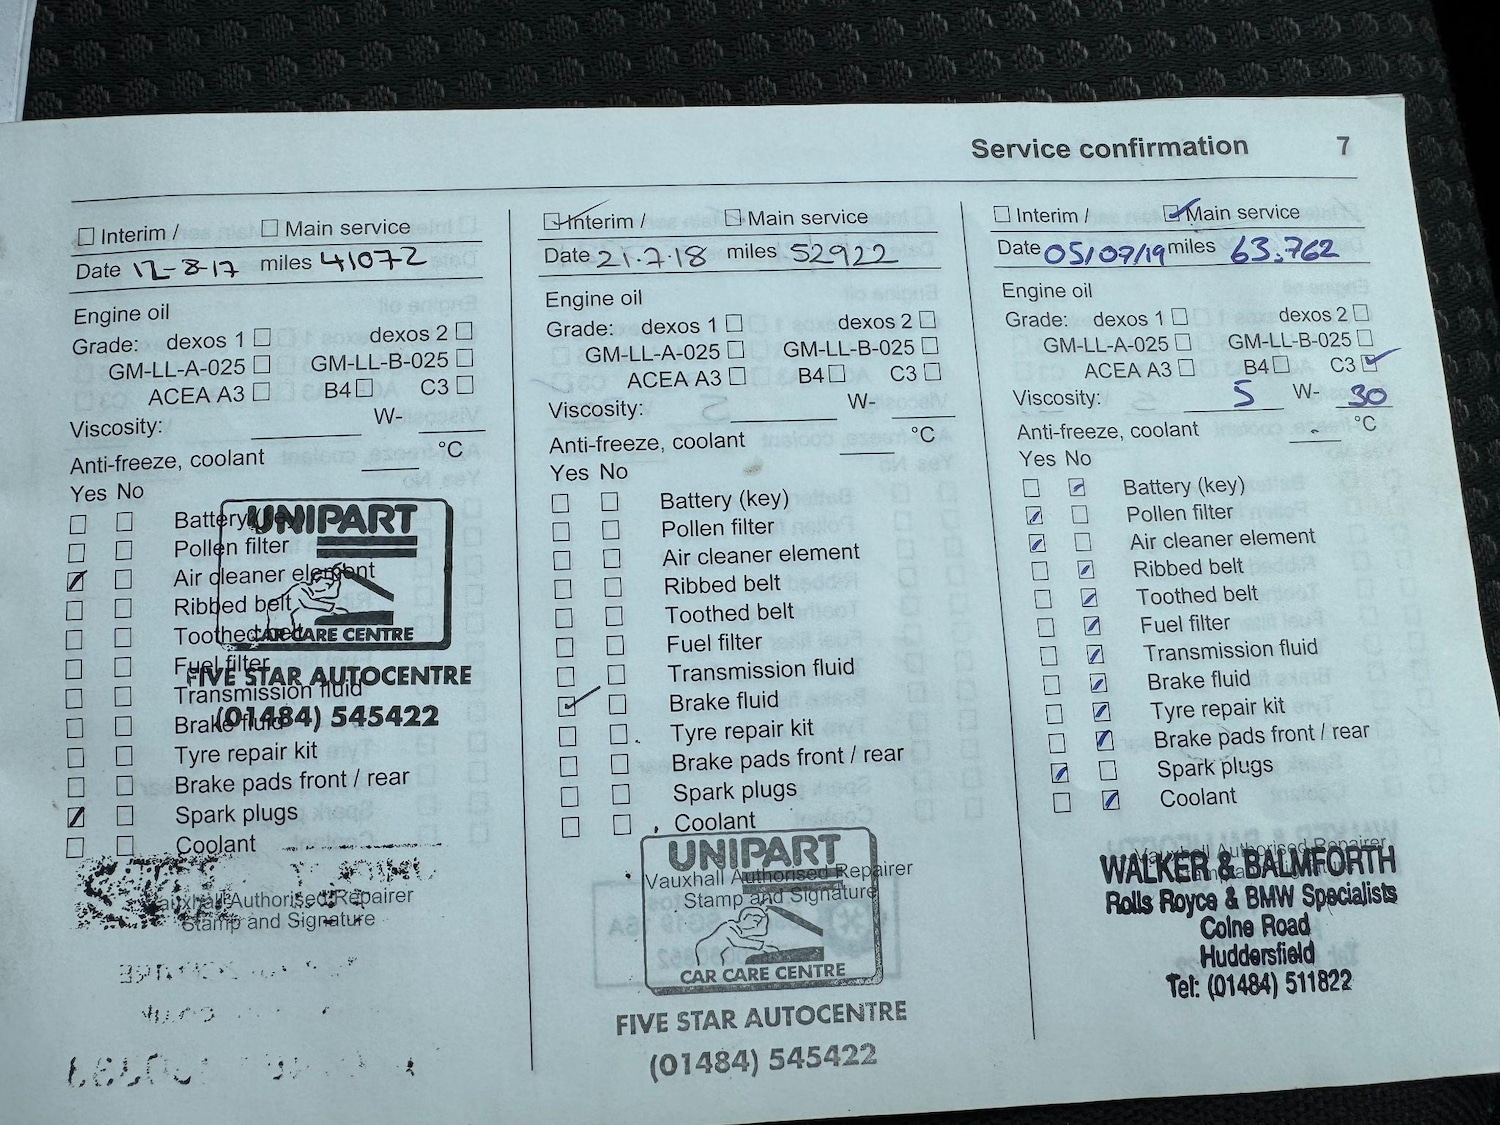 Service confirmation 7
Interim / Main service
Date 12-8-17 miles 41072
Engine oil
Grade: dexos 1 dexos 2
GM-LL-A-025 GM-LL-B-025
ACEA A3 B4 C3
Viscosity: W-
Anti-freeze, coolant °C
Yes No
Battery (key)
Pollen filter
Air cleaner element
Ribbed belt
Toothed belt
Fuel filter
Transmission fluid
Brake fluid
Tyre repair kit
Brake pads front / rear
Spark plugs
Coolant
UNIPART
CAR CARE CENTRE
FIVE STAR AUTOCENTRE
(01484) 545422
Vauxhall Authorised Repairer
Stamp and Signature
Interim / Main service
Date 21.7.18 miles 52922
Engine oil
Grade: dexos 1 dexos 2
GM-LL-A-025 GM-LL-B-025
ACEA A3 B4 C3
Viscosity: W-
Anti-freeze, coolant °C
Yes No
Battery (key)
Pollen filter
Air cleaner element
Ribbed belt
Toothed belt
Fuel filter
Transmission fluid
Brake fluid
Tyre repair kit
Brake pads front / rear
Spark plugs
Coolant
UNIPART
Vauxhall Authorised Repairer
Stamp and Signature
CAR CARE CENTRE
FIVE STAR AUTOCENTRE
(01484) 545422
Interim / Main service
Date 05/07/19 miles 63.762
Engine oil
Grade: dexos 1 dexos 2
GM-LL-A-025 GM-LL-B-025
ACEA A3 B4 C3
Viscosity: 5 W- 30
Anti-freeze, coolant - °C
Yes No
Battery (key)
Pollen filter
Air cleaner element
Ribbed belt
Toothed belt
Fuel filter
Transmission fluid
Brake fluid
Tyre repair kit
Brake pads front / rear
Spark plugs
Coolant
Vauxhall Authorised Repairer
WALKER & BALMFORTH
Rolls Royce & BMW Specialists
Colne Road
Huddersfield
Tel: (01484) 511822